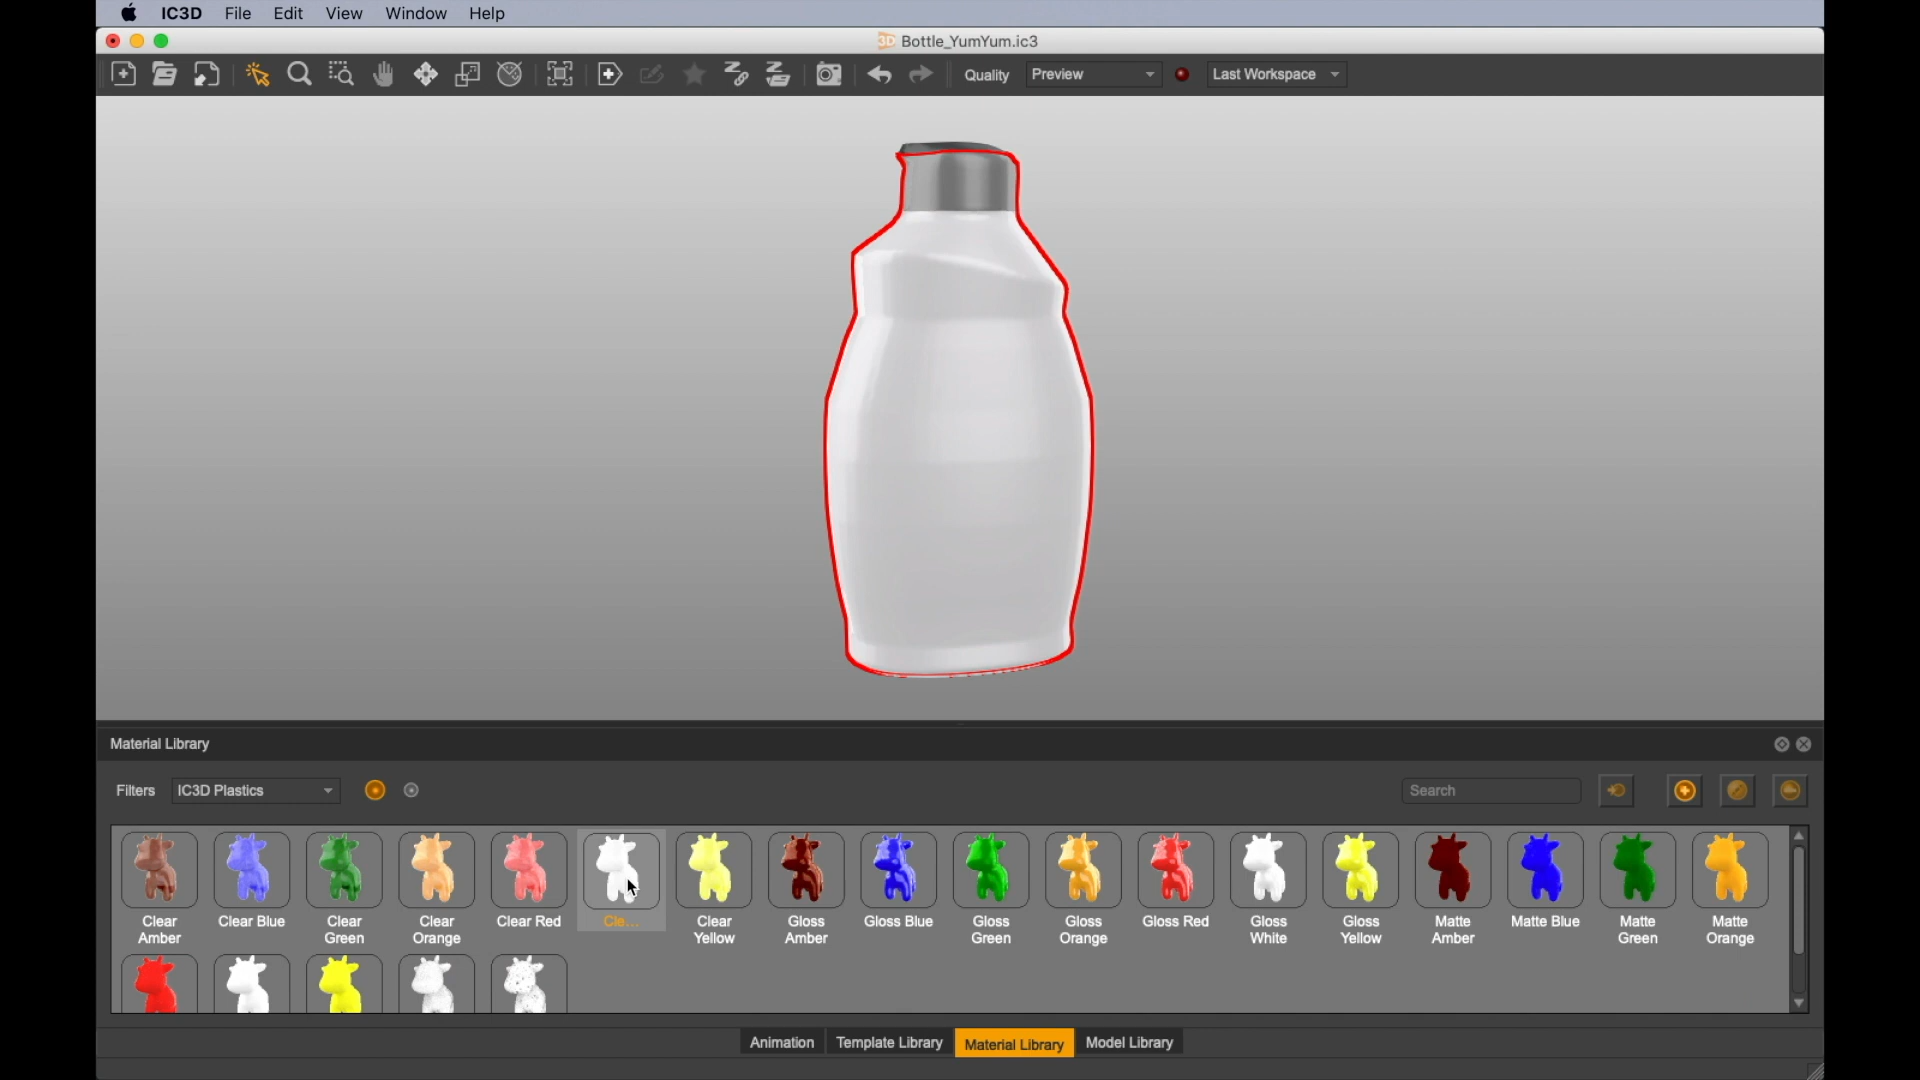 IC3D File Edit View Window Help
3D Bottle_YumYum.ic3
Quality Preview Last Workspace
Material Library
Filters IC3D Plastics Search
Clear Amber
Clear Blue
Clear Green
Clear Orange
Clear Red
Cle...
Clear Yellow
Gloss Amber
Gloss Blue
Gloss Green
Gloss Orange
Gloss Red
Gloss White
Gloss Yellow
Matte Amber
Matte Blue
Matte Green
Matte Orange
Animation Template Library Material Library Model Library